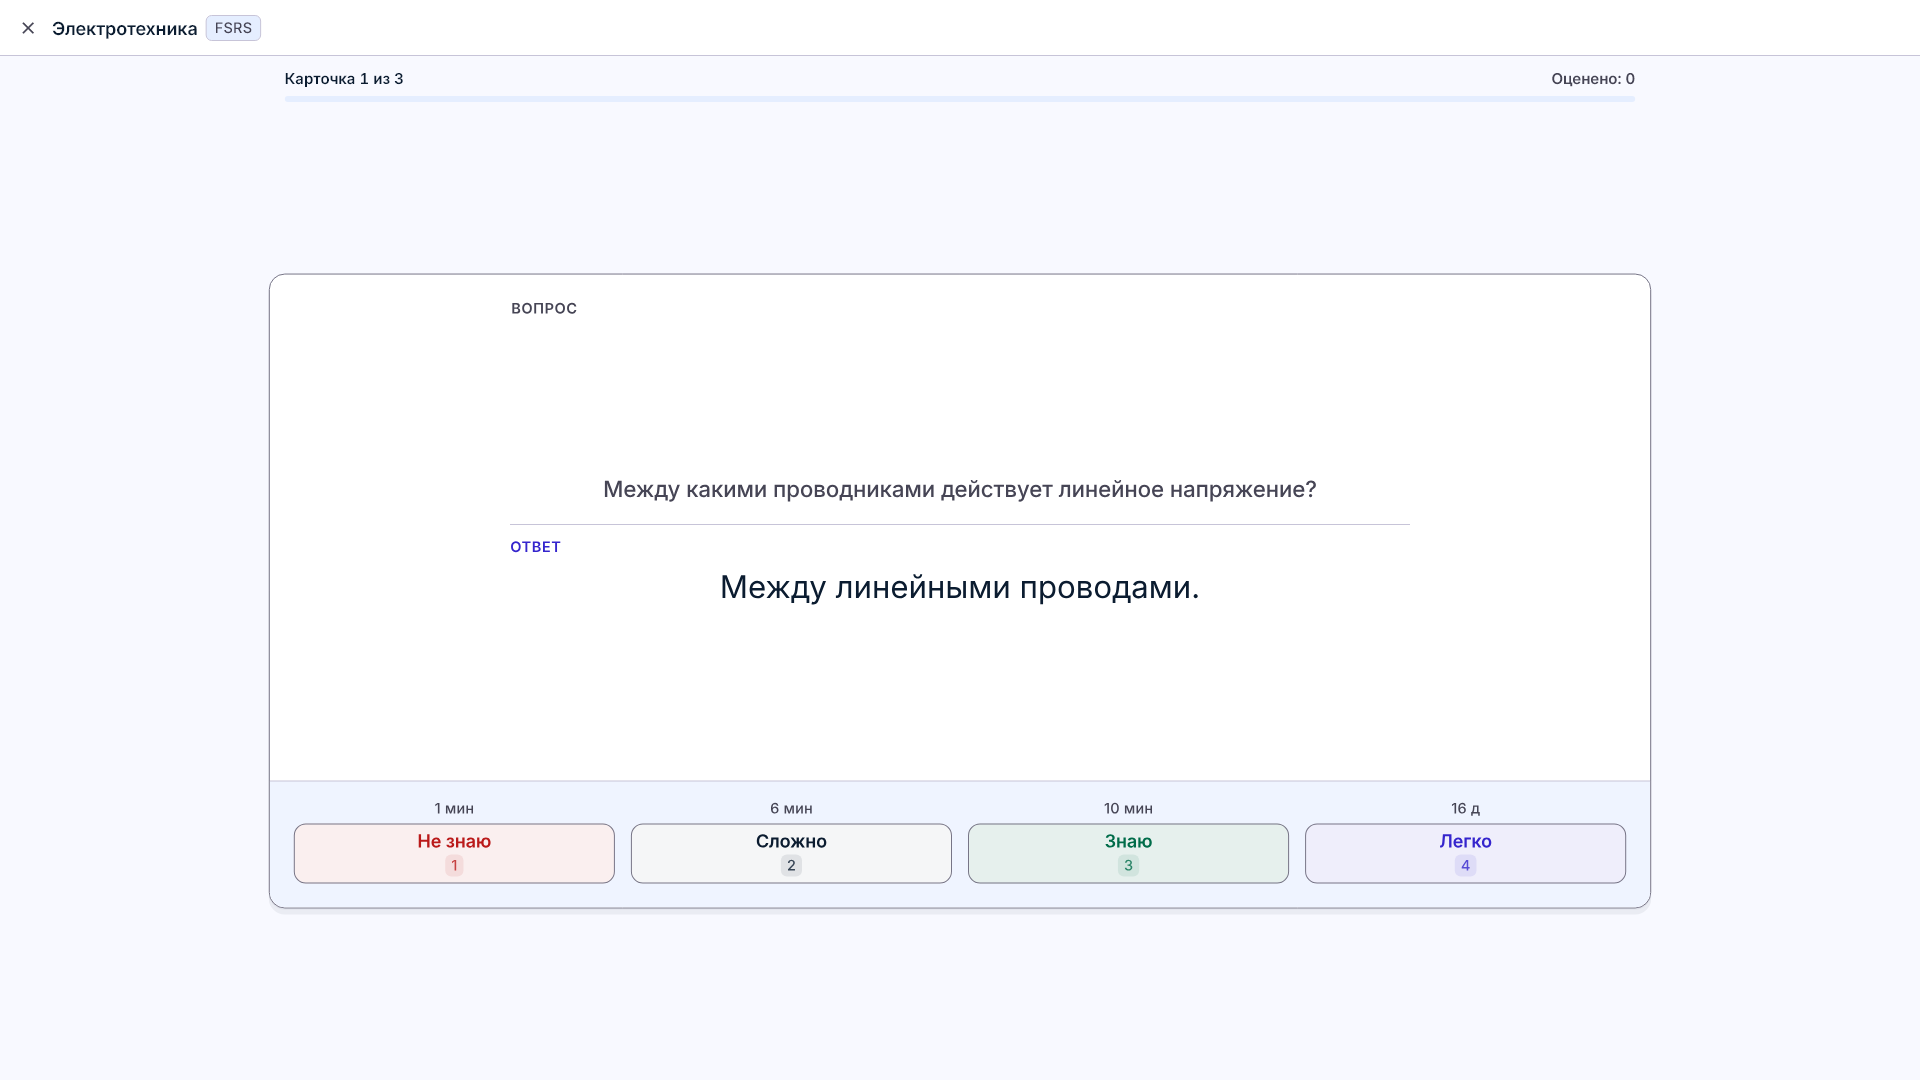 Электротехника FSRS
Карточка 1 из 3
Оценено: 0
ВОПРОС
Между какими проводниками действует линейное напряжение?
ОТВЕТ
Между линейными проводами.
1 мин
Не знаю
1
6 мин
Сложно
2
10 мин
Знаю
3
16 д
Легко
4